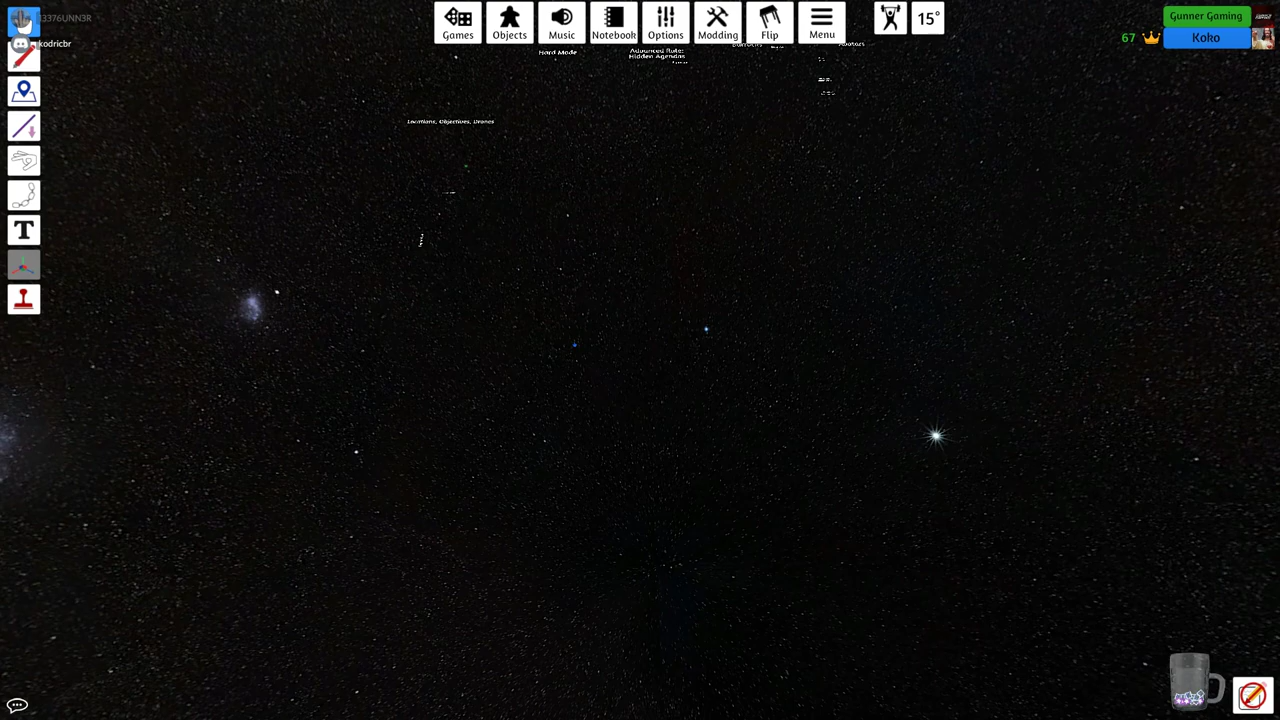 Games
Objects
Music
Notebook
Options
Modding
Flip
Menu
15°
Gunner Gaming
67
Koko
kodricbr
Hard Mode
Advanced Rule:
Hidden Agendas
Locations, Objectives, Drones
T